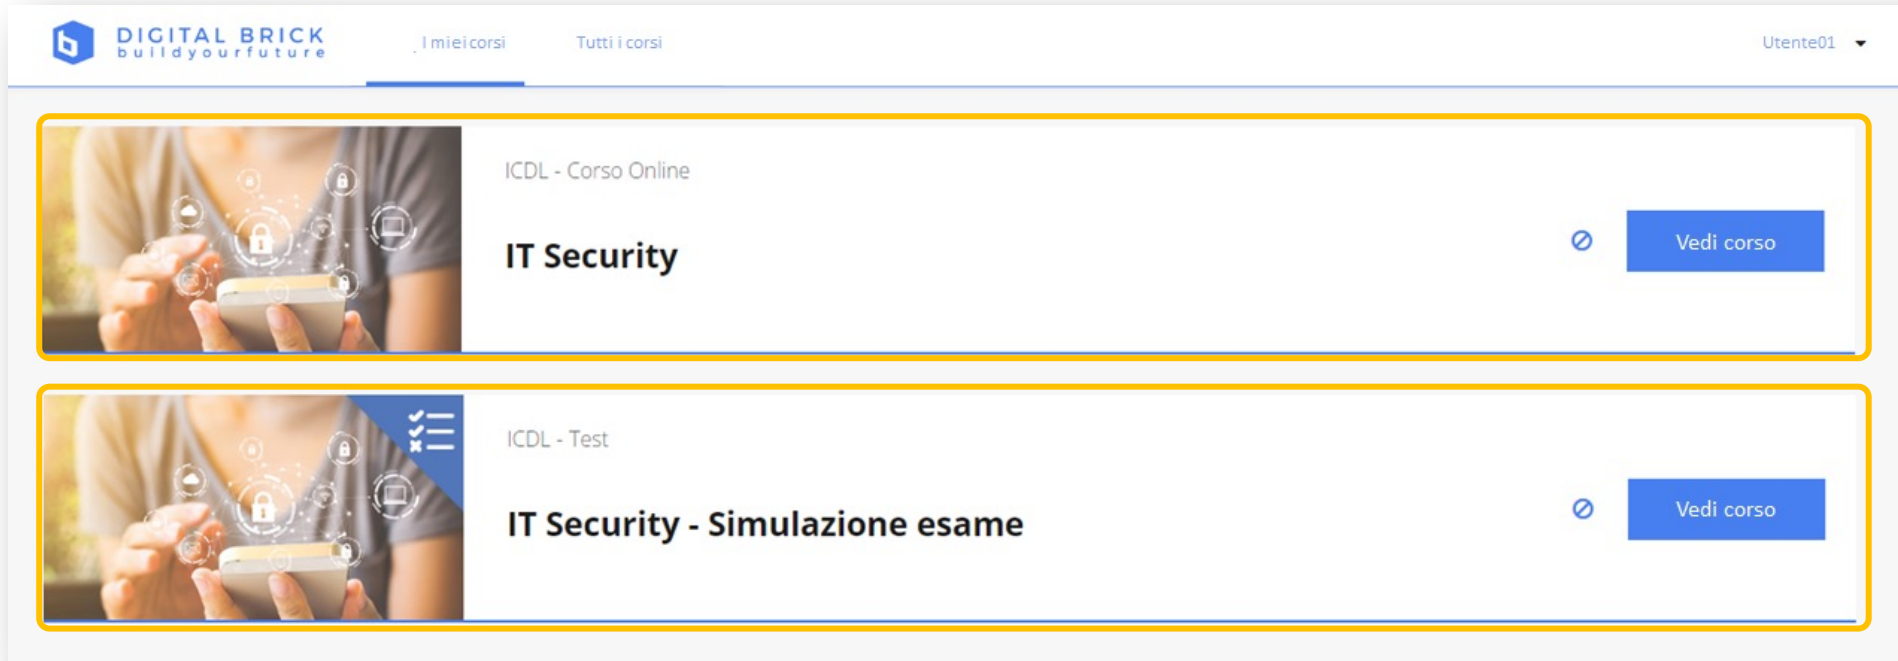 DIGITAL BRICK
buildyourfuture
I miei corsi
Tutti i corsi
Utente01
ICDL - Corso Online
IT Security
Vedi corso
ICDL - Test
IT Security - Simulazione esame
Vedi corso